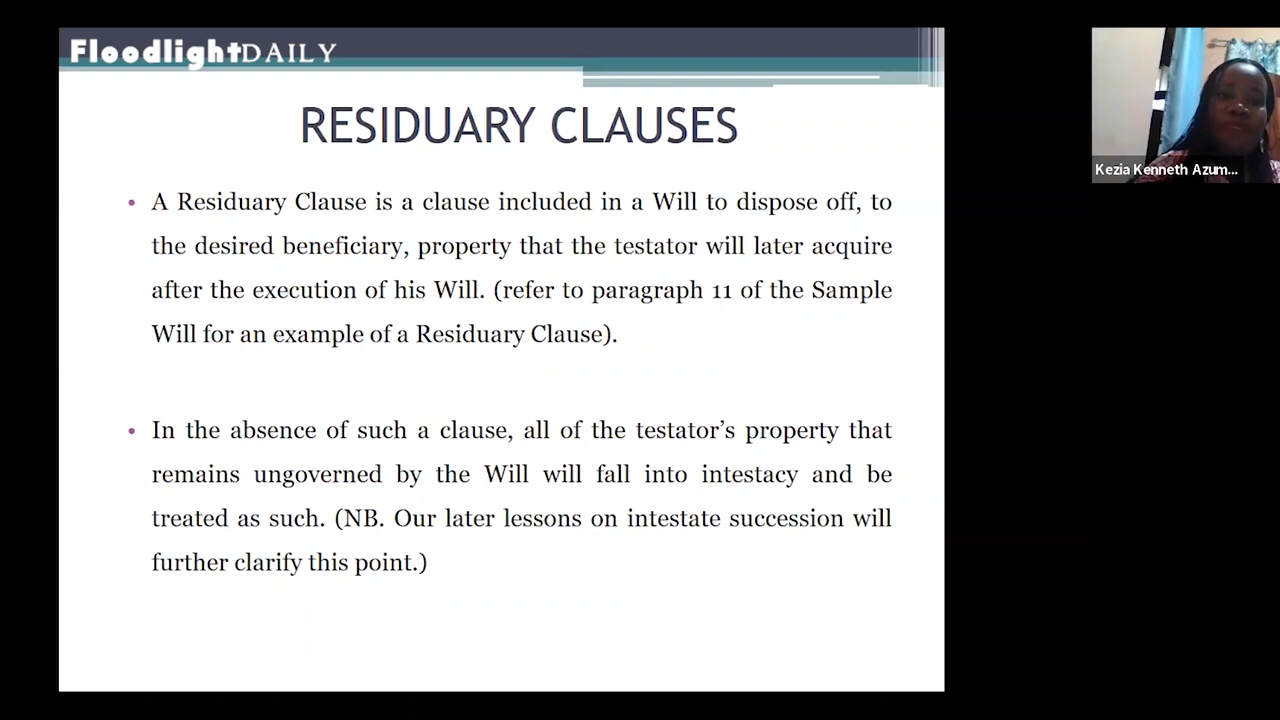 FloodlightDAILY
RESIDUARY CLAUSES
• A Residuary Clause is a clause included in a Will to dispose off, to
the desired beneficiary, property that the testator will later acquire
after the execution of his Will. (refer to paragraph 11 of the Sample
Will for an example of a Residuary Clause).
• In the absence of such a clause, all of the testator’s property that
remains ungoverned by the Will will fall into intestacy and be
treated as such. (NB. Our later lessons on intestate succession will
further clarify this point.)
Kezia Kenneth Azum...